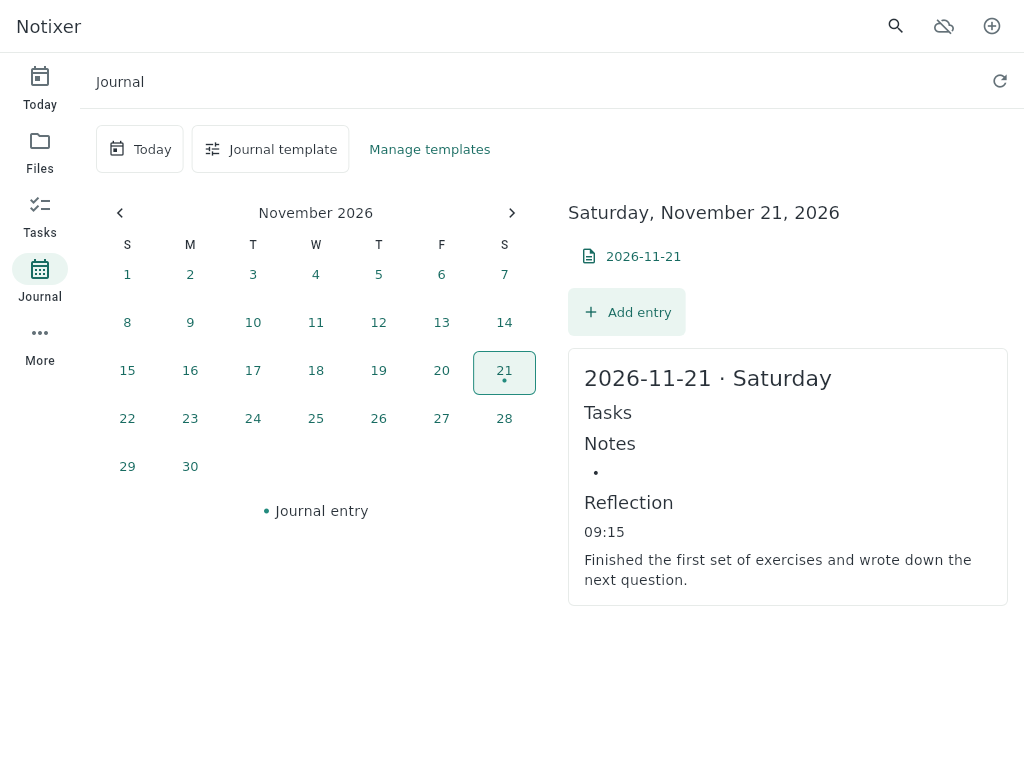 Notixer
Today
Files
Tasks
Journal
More
Journal
Today
Journal template
Manage templates
November 2026
S M T W T F S
1 2 3 4 5 6 7
8 9 10 11 12 13 14
15 16 17 18 19 20 21
22 23 24 25 26 27 28
29 30
Journal entry
Saturday, November 21, 2026
2026-11-21
Add entry
2026-11-21 · Saturday
Tasks
Notes
•
Reflection
09:15
Finished the first set of exercises and wrote down the
next question.